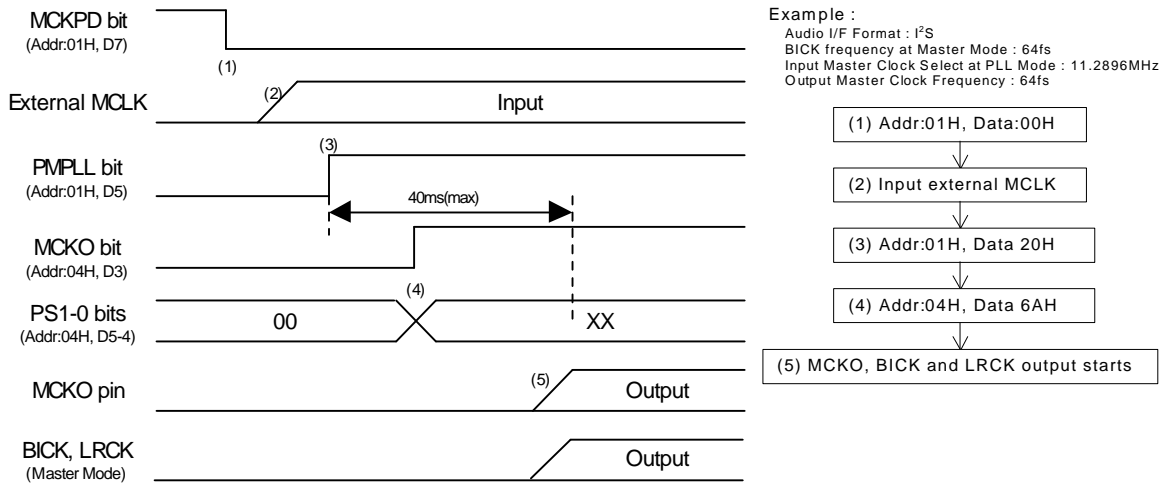 MCKPD bit
(Addr:01H, D7)
(1)
External MCLK
(2)
Input
PMPLL bit
(Addr:01H, D5)
(3)
40ms(max)
MCKO bit
(Addr:04H, D3)
PS1-0 bits
(Addr:04H, D5-4)
00
(4)
XX
MCKO pin
(5)
Output
BICK, LRCK
(Master Mode)
Output
Example :
Audio I/F Format : I²S
BICK frequency at Master Mode : 64fs
Input Master Clock Select at PLL Mode : 11.2896MHz
Output Master Clock Frequency : 64fs
(1) Addr:01H, Data:00H
(2) Input external MCLK
(3) Addr:01H, Data 20H
(4) Addr:04H, Data 6AH
(5) MCKO, BICK and LRCK output starts